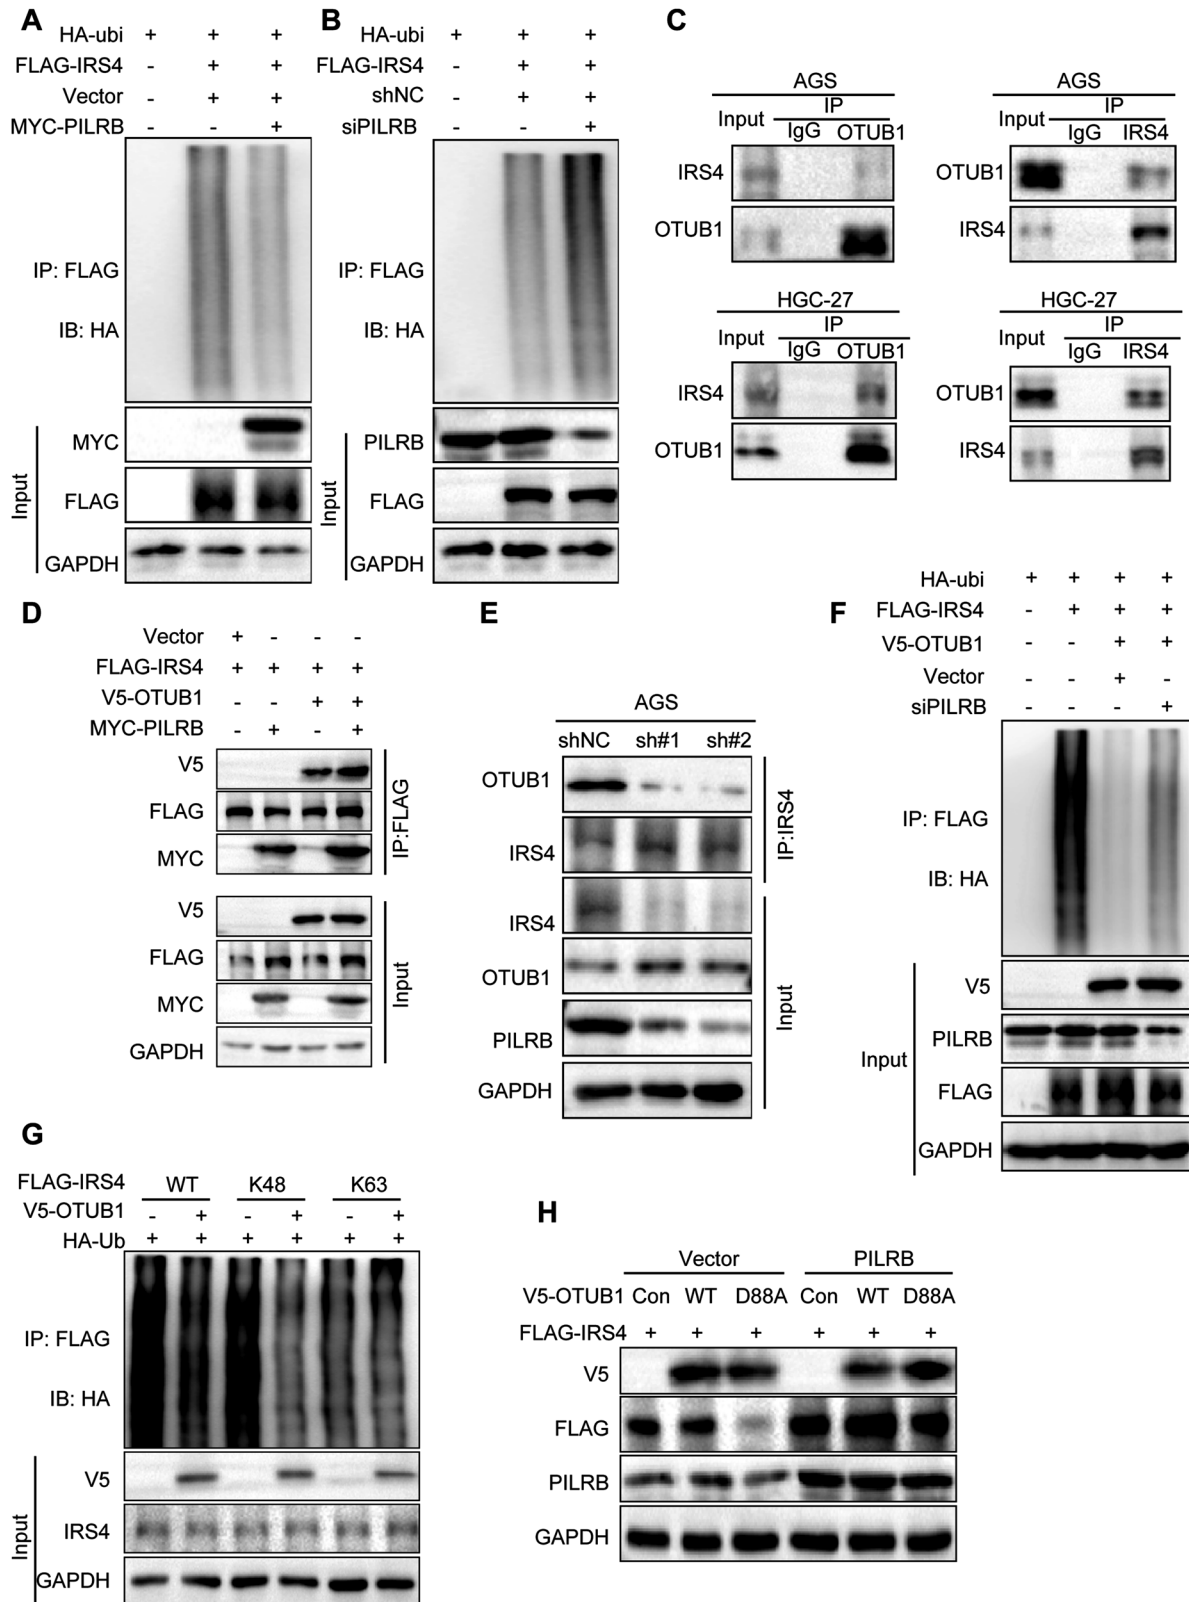 A
HA-ubi + + +
FLAG-IRS4 - + +
Vector - + +
MYC-PILRB - - +
IP: FLAG
IB: HA
MYC
FLAG
GAPDH
Input
B
HA-ubi + + +
FLAG-IRS4 - + +
shNC - + +
siPILRB - - +
IP: FLAG
IB: HA
PILRB
FLAG
GAPDH
Input
C
AGS
IP
Input IgG OTUB1
IRS4
OTUB1
AGS
IP
Input IgG IRS4
OTUB1
IRS4
HGC-27
IP
Input IgG OTUB1
IRS4
OTUB1
HGC-27
IP
Input IgG IRS4
OTUB1
IRS4
D
Vector + - - -
FLAG-IRS4 + + + +
V5-OTUB1 - - + +
MYC-PILRB - + - +
V5
FLAG
MYC
IP:FLAG
V5
FLAG
MYC
GAPDH
Input
E
AGS
shNC sh#1 sh#2
OTUB1
IRS4
IP:IRS4
IRS4
OTUB1
PILRB
GAPDH
Input
F
HA-ubi + + + +
FLAG-IRS4 - + + +
V5-OTUB1 - - + +
Vector - - + -
siPILRB - - - +
IP: FLAG
IB: HA
V5
PILRB
FLAG
GAPDH
Input
G
FLAG-IRS4 WT K48 K63
V5-OTUB1 - + - + - +
HA-Ub + + + + + +
IP: FLAG
IB: HA
V5
IRS4
GAPDH
Input
H
Vector PILRB
V5-OTUB1 Con WT D88A Con WT D88A
FLAG-IRS4 + + + + + +
V5
FLAG
PILRB
GAPDH